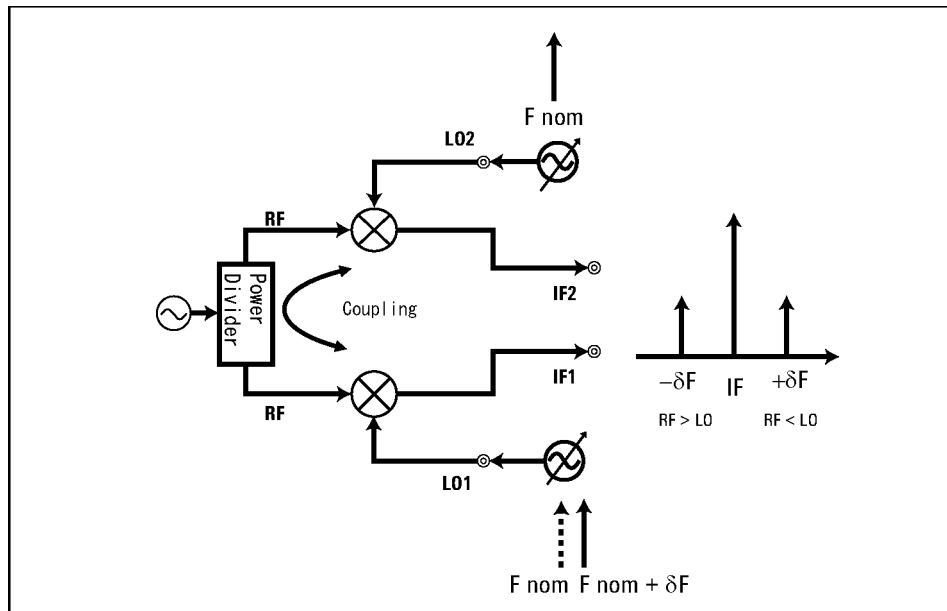 F nom
LO2
RF
Power
Divider
Coupling
IF2
IF1
RF
LO1
−δF
IF
+δF
RF > LO
RF < LO
F nom
F nom + δF